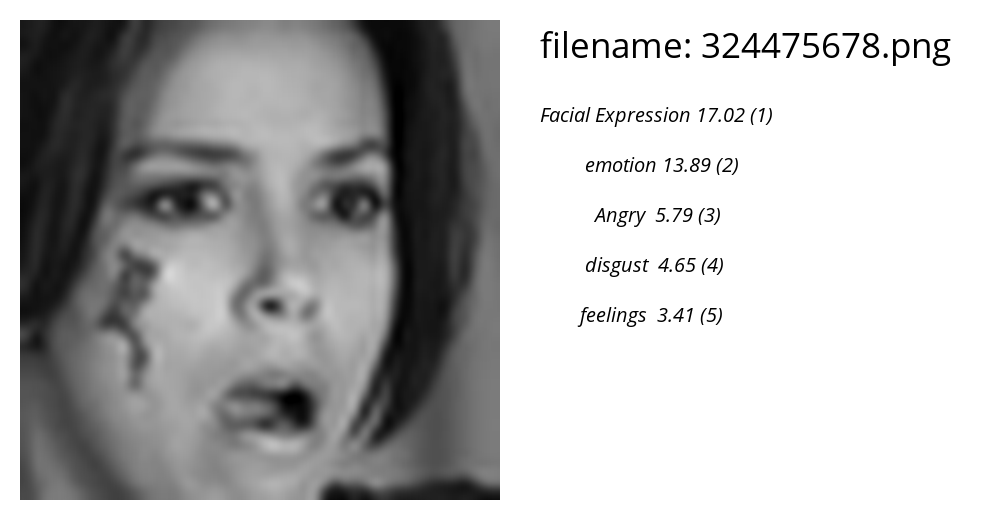 filename: 324475678.png
Facial Expression 17.02 (1)
emotion 13.89 (2)
Angry 5.79 (3)
disgust 4.65 (4)
feelings 3.41 (5)